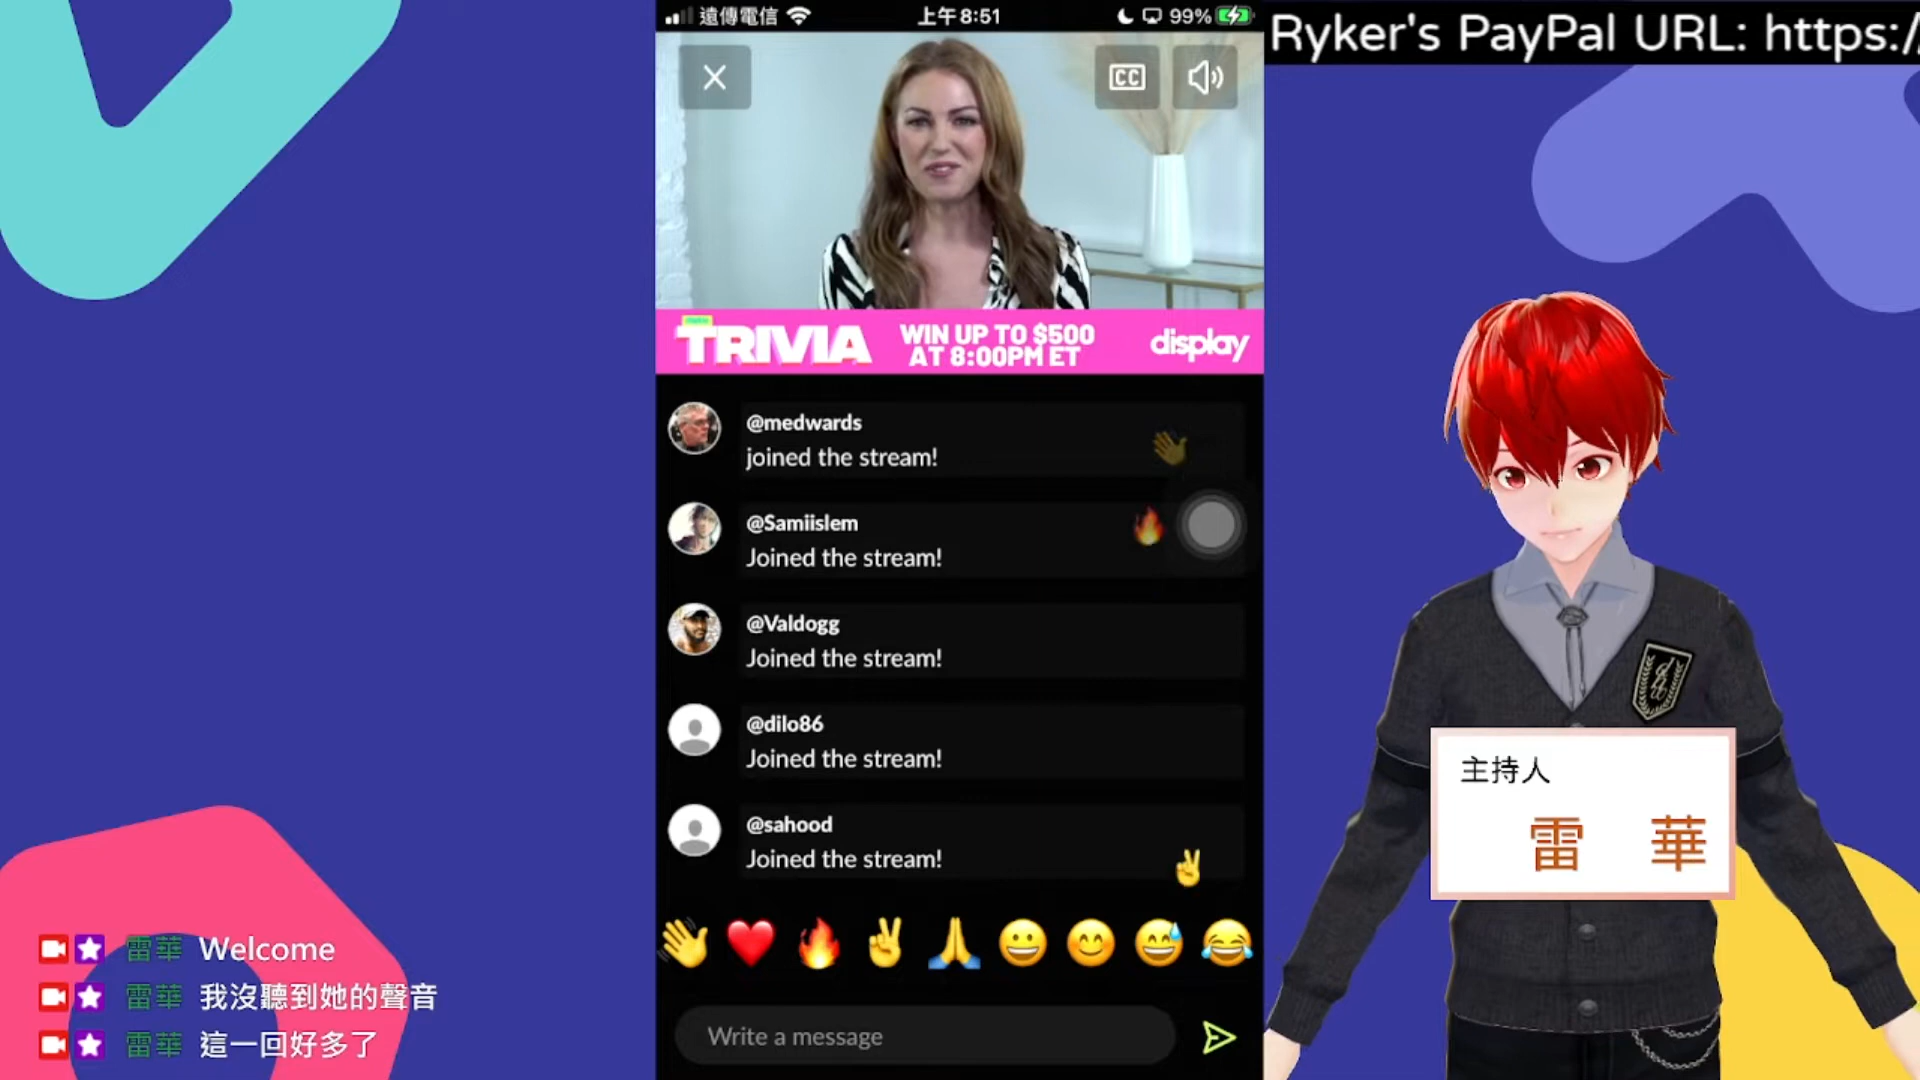 遠傳電信
上午8:51
99%
CC
TRIVIA
WIN UP TO $500
AT 8:00PM ET
display
@medwards
joined the stream!
@Samiislem
Joined the stream!
@Valdogg
Joined the stream!
@dilo86
Joined the stream!
@sahood
Joined the stream!
Write a message
Ryker's PayPal URL: https:/
主持人
雷 華
雷華 Welcome
雷華 我沒聽到她的聲音
雷華 這一回好多了